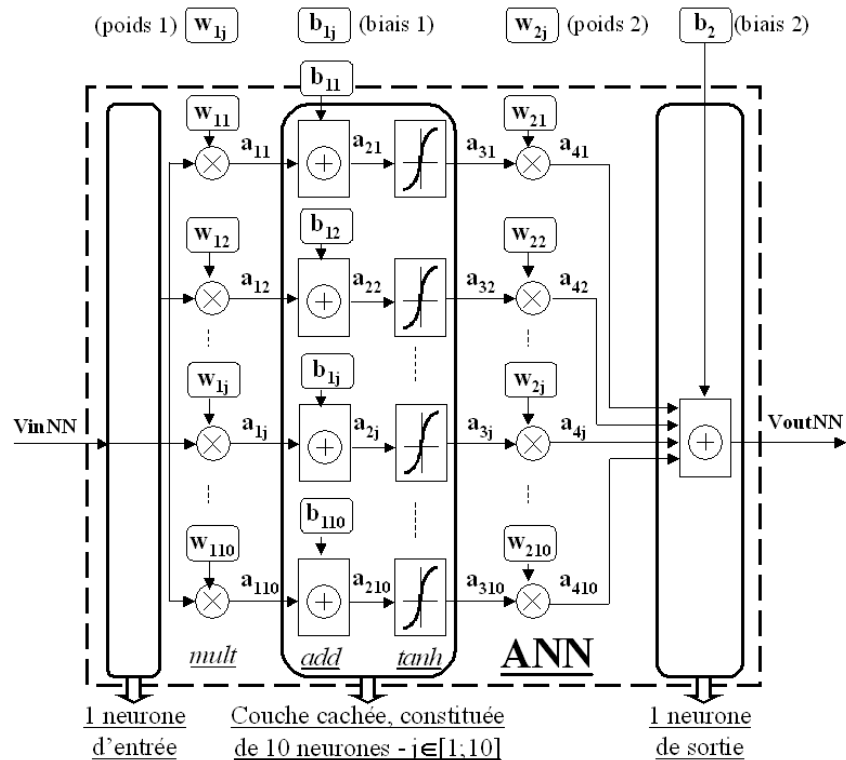 (poids 1) w1j b1j (biais 1) w2j (poids 2) b2 (biais 2)
b11
w11 w21
a11 a21 a31 a41
b12
w12 w22
a12 a22 a32 a42
b1j
w1j w2j
VinNN a1j a2j a3j a4j VoutNN
b110
w110 w210
a110 a210 a310 a410
mult add tanh ANN
1 neurone
d'entrée
Couche cachée, constituée
de 10 neurones - j∈[1;10]
1 neurone
de sortie